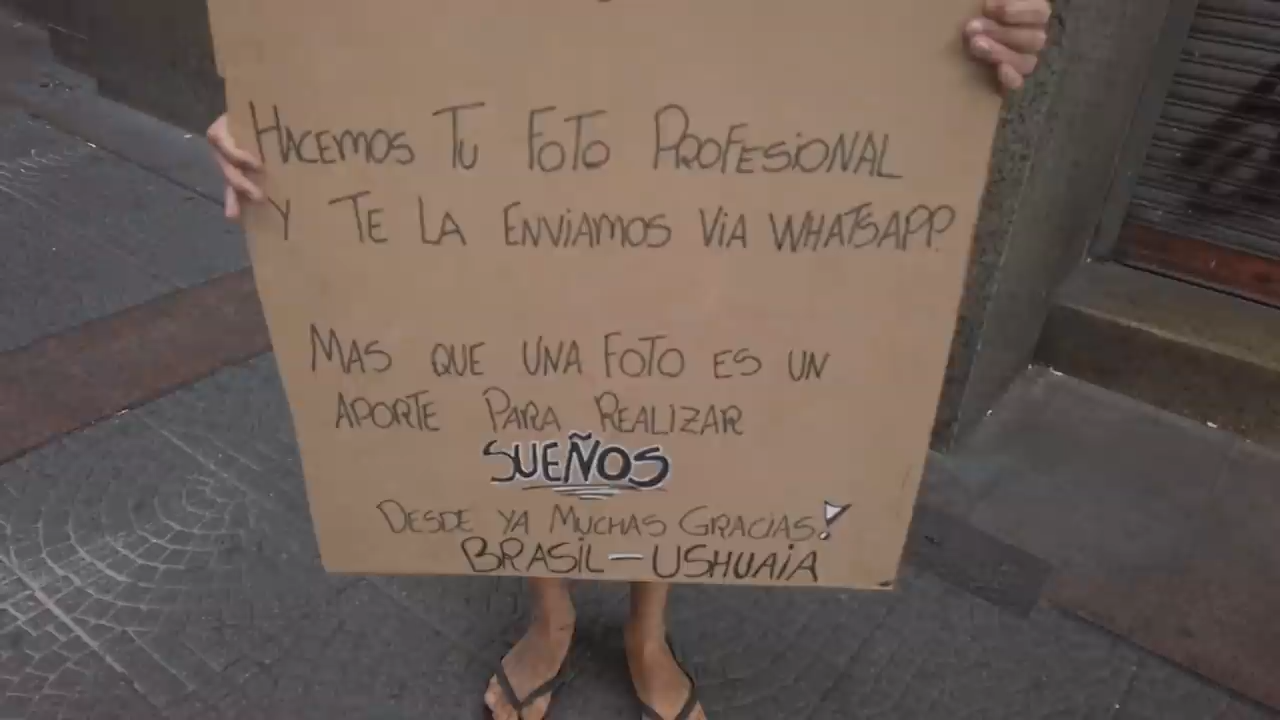 HACEMOS TU FOTO PROFESIONAL
Y TE LA ENVIAMOS VIA WHATSAPP.
MAS QUE UNA FOTO ES UN
APORTE PARA REALIZAR
SUEÑOS
DESDE YA MUCHAS GRACIAS!
BRASIL – USHUAIA